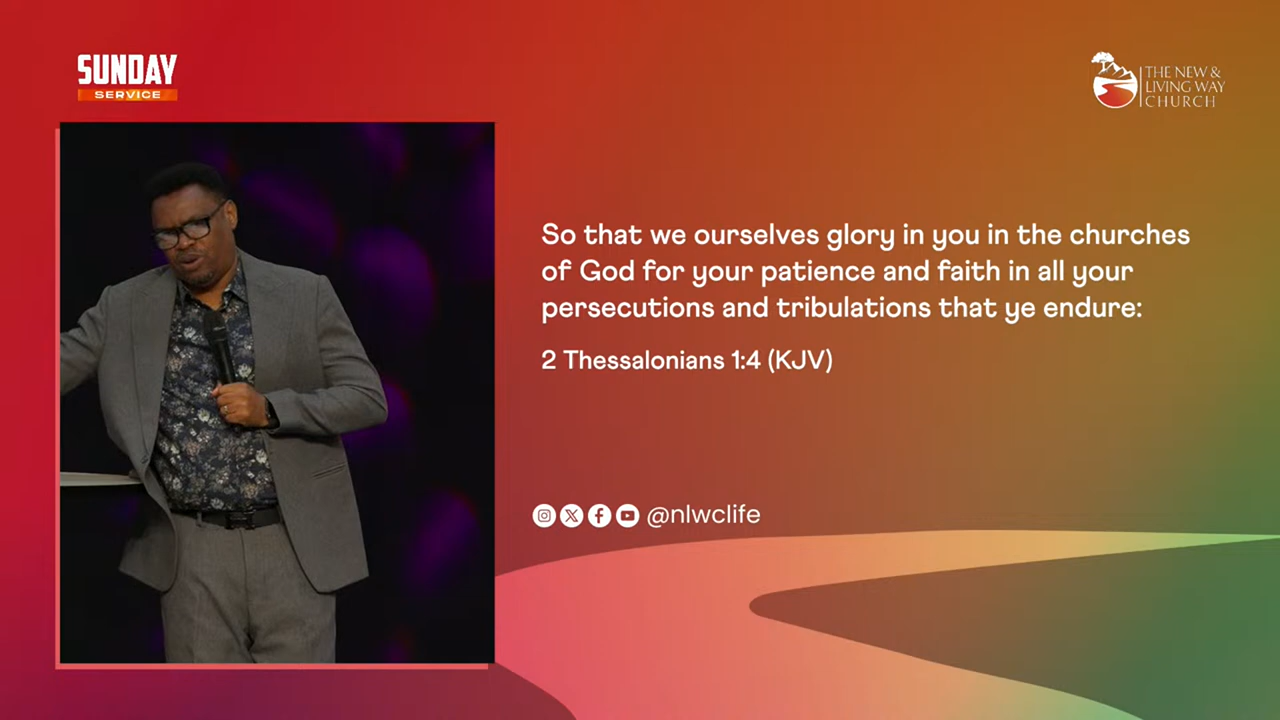 SUNDAY
SERVICE
THE NEW &
LIVING WAY
CHURCH
So that we ourselves glory in you in the churches
of God for your patience and faith in all your
persecutions and tribulations that ye endure:
2 Thessalonians 1:4 (KJV)
@nlwclife